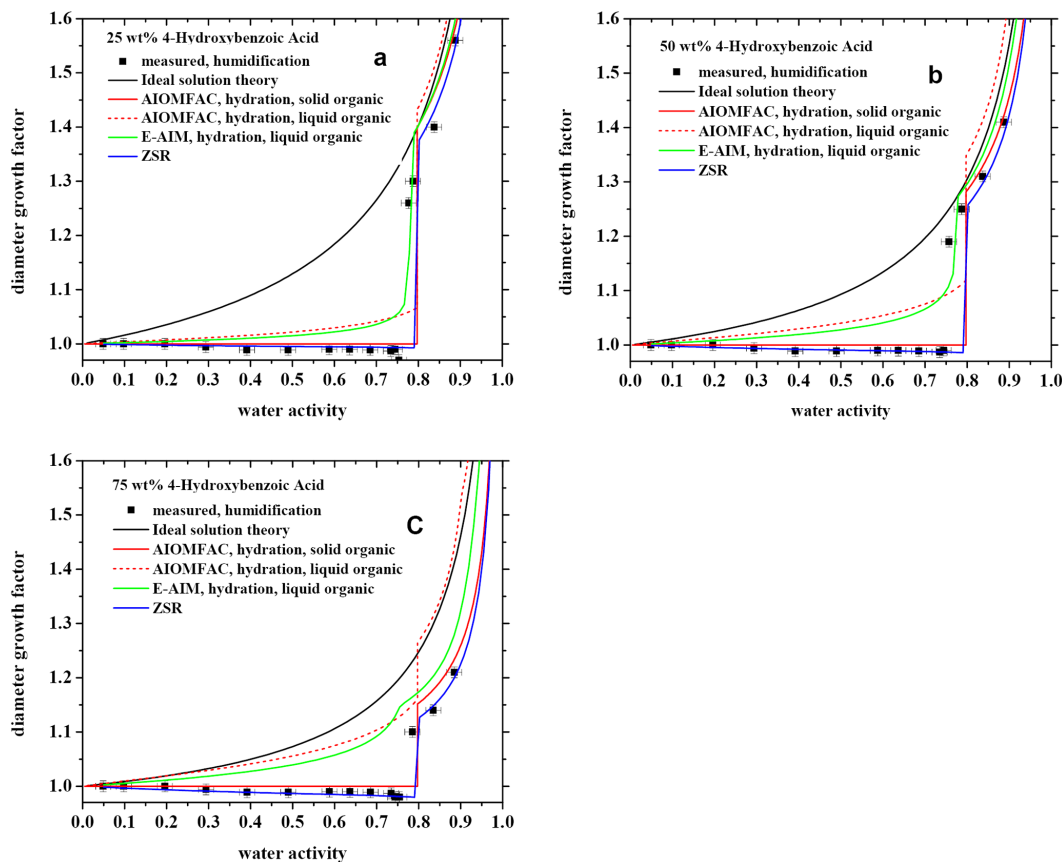 25 wt% 4-Hydroxybenzoic Acid
a
measured, humidification
Ideal solution theory
AIOMFAC, hydration, solid organic
AIOMFAC, hydration, liquid organic
E-AIM, hydration, liquid organic
ZSR
diameter growth factor
1.6
1.5
1.4
1.3
1.2
1.1
1.0
0.0 0.1 0.2 0.3 0.4 0.5 0.6 0.7 0.8 0.9 1.0
water activity
50 wt% 4-Hydroxybenzoic Acid
b
measured, humidification
Ideal solution theory
AIOMFAC, hydration, solid organic
AIOMFAC, hydration, liquid organic
E-AIM, hydration, liquid organic
ZSR
diameter growth factor
1.6
1.5
1.4
1.3
1.2
1.1
1.0
0.0 0.1 0.2 0.3 0.4 0.5 0.6 0.7 0.8 0.9 1.0
water activity
75 wt% 4-Hydroxybenzoic Acid
C
measured, humidification
Ideal solution theory
AIOMFAC, hydration, solid organic
AIOMFAC, hydration, liquid organic
E-AIM, hydration, liquid organic
ZSR
diameter growth factor
1.6
1.5
1.4
1.3
1.2
1.1
1.0
0.0 0.1 0.2 0.3 0.4 0.5 0.6 0.7 0.8 0.9 1.0
water activity